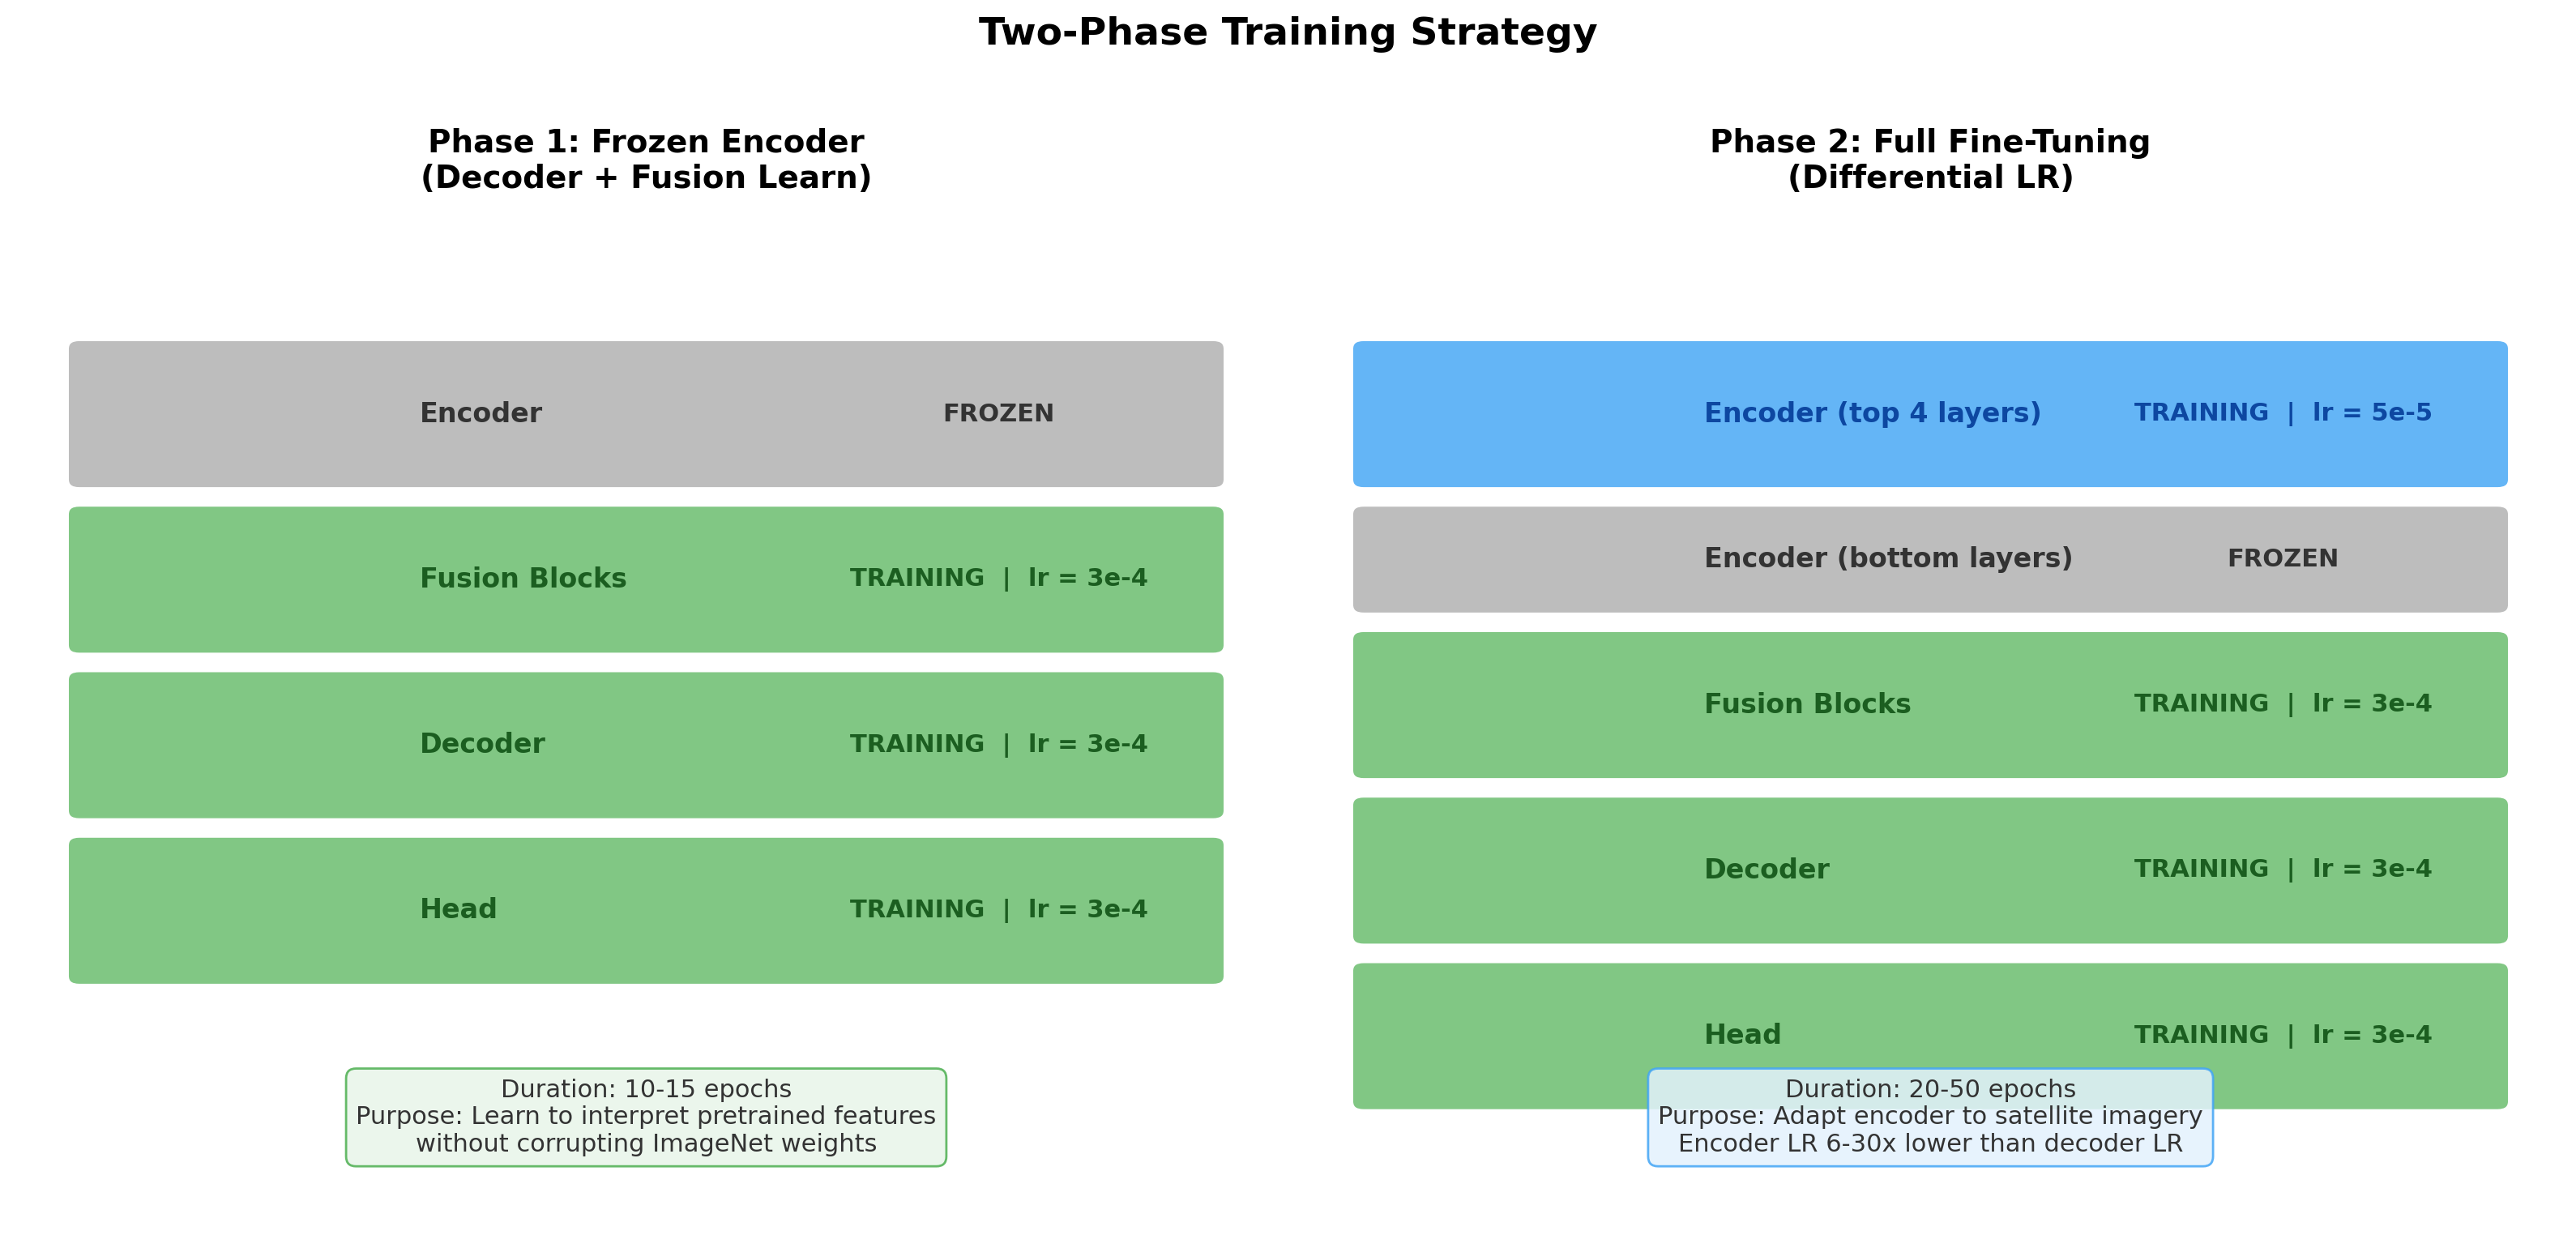 Two-Phase Training Strategy
Phase 1: Frozen Encoder
(Decoder + Fusion Learn)
Encoder FROZEN
Fusion Blocks TRAINING | lr = 3e-4
Decoder TRAINING | lr = 3e-4
Head TRAINING | lr = 3e-4
Duration: 10-15 epochs
Purpose: Learn to interpret pretrained features
without corrupting ImageNet weights
Phase 2: Full Fine-Tuning
(Differential LR)
Encoder (top 4 layers) TRAINING | lr = 5e-5
Encoder (bottom layers) FROZEN
Fusion Blocks TRAINING | lr = 3e-4
Decoder TRAINING | lr = 3e-4
Head TRAINING | lr = 3e-4
Duration: 20-50 epochs
Purpose: Adapt encoder to satellite imagery
Encoder LR 6-30x lower than decoder LR